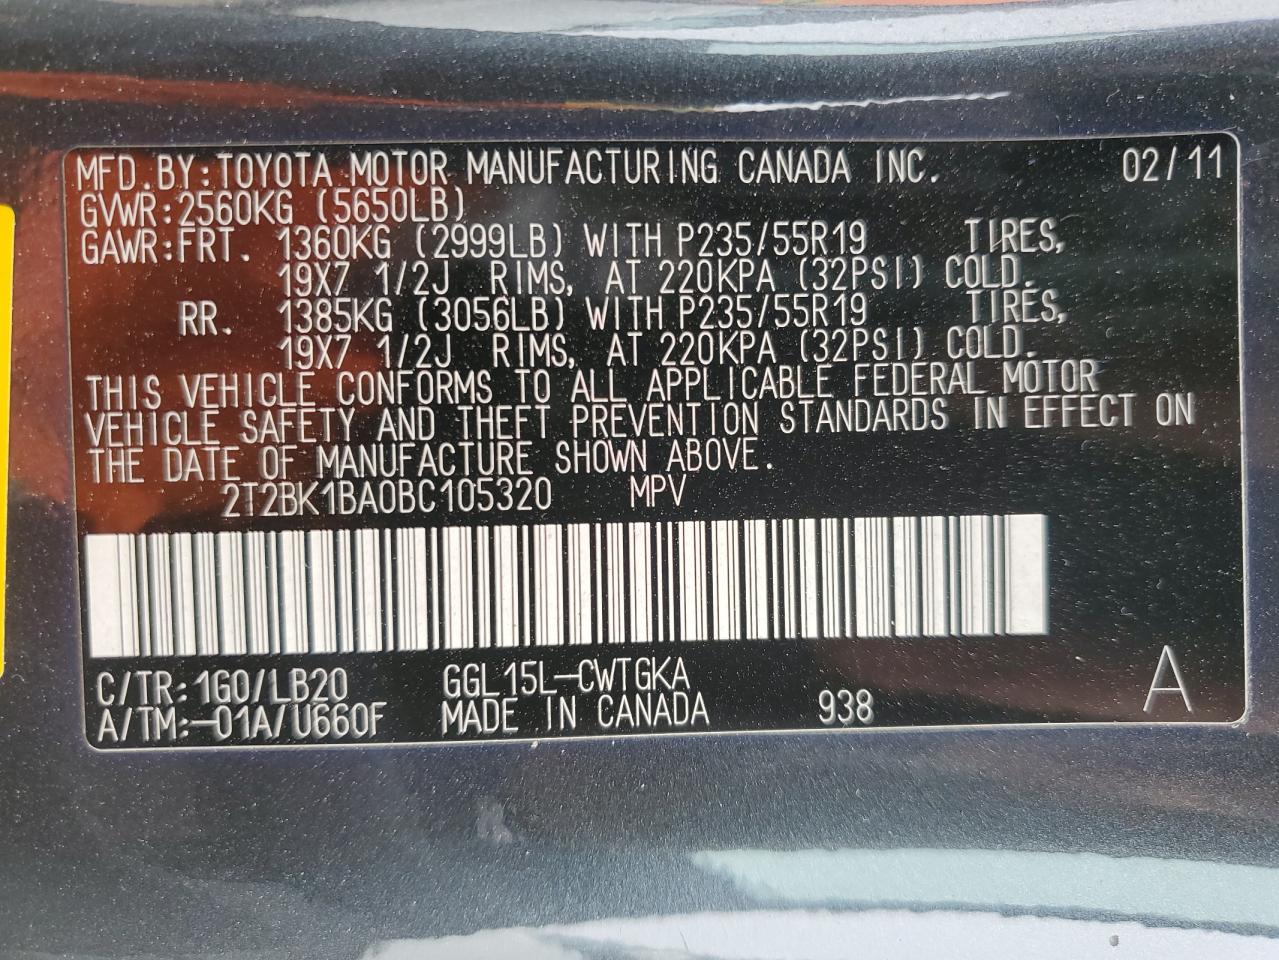 MFD.BY:TOYOTA MOTOR MANUFACTURING CANADA INC. 02/11
GVWR:2560KG (5650LB)
GAWR:FRT. 1360KG (2999LB) WITH P235/55R19 TIRES,
19X7 1/2J RIMS, AT 220KPA (32PSI) COLD.
RR. 1385KG (3056LB) WITH P235/55R19 TIRES,
19X7 1/2J RIMS, AT 220KPA (32PSI) COLD.
THIS VEHICLE CONFORMS TO ALL APPLICABLE FEDERAL MOTOR
VEHICLE SAFETY AND THEFT PREVENTION STANDARDS IN EFFECT ON
THE DATE OF MANUFACTURE SHOWN ABOVE.
2T2BK1BA0BC105320 MPV
C/TR:1G0/LB20 GGL15L-CWTGKA A
A/TM:-01A/U660F MADE IN CANADA 938